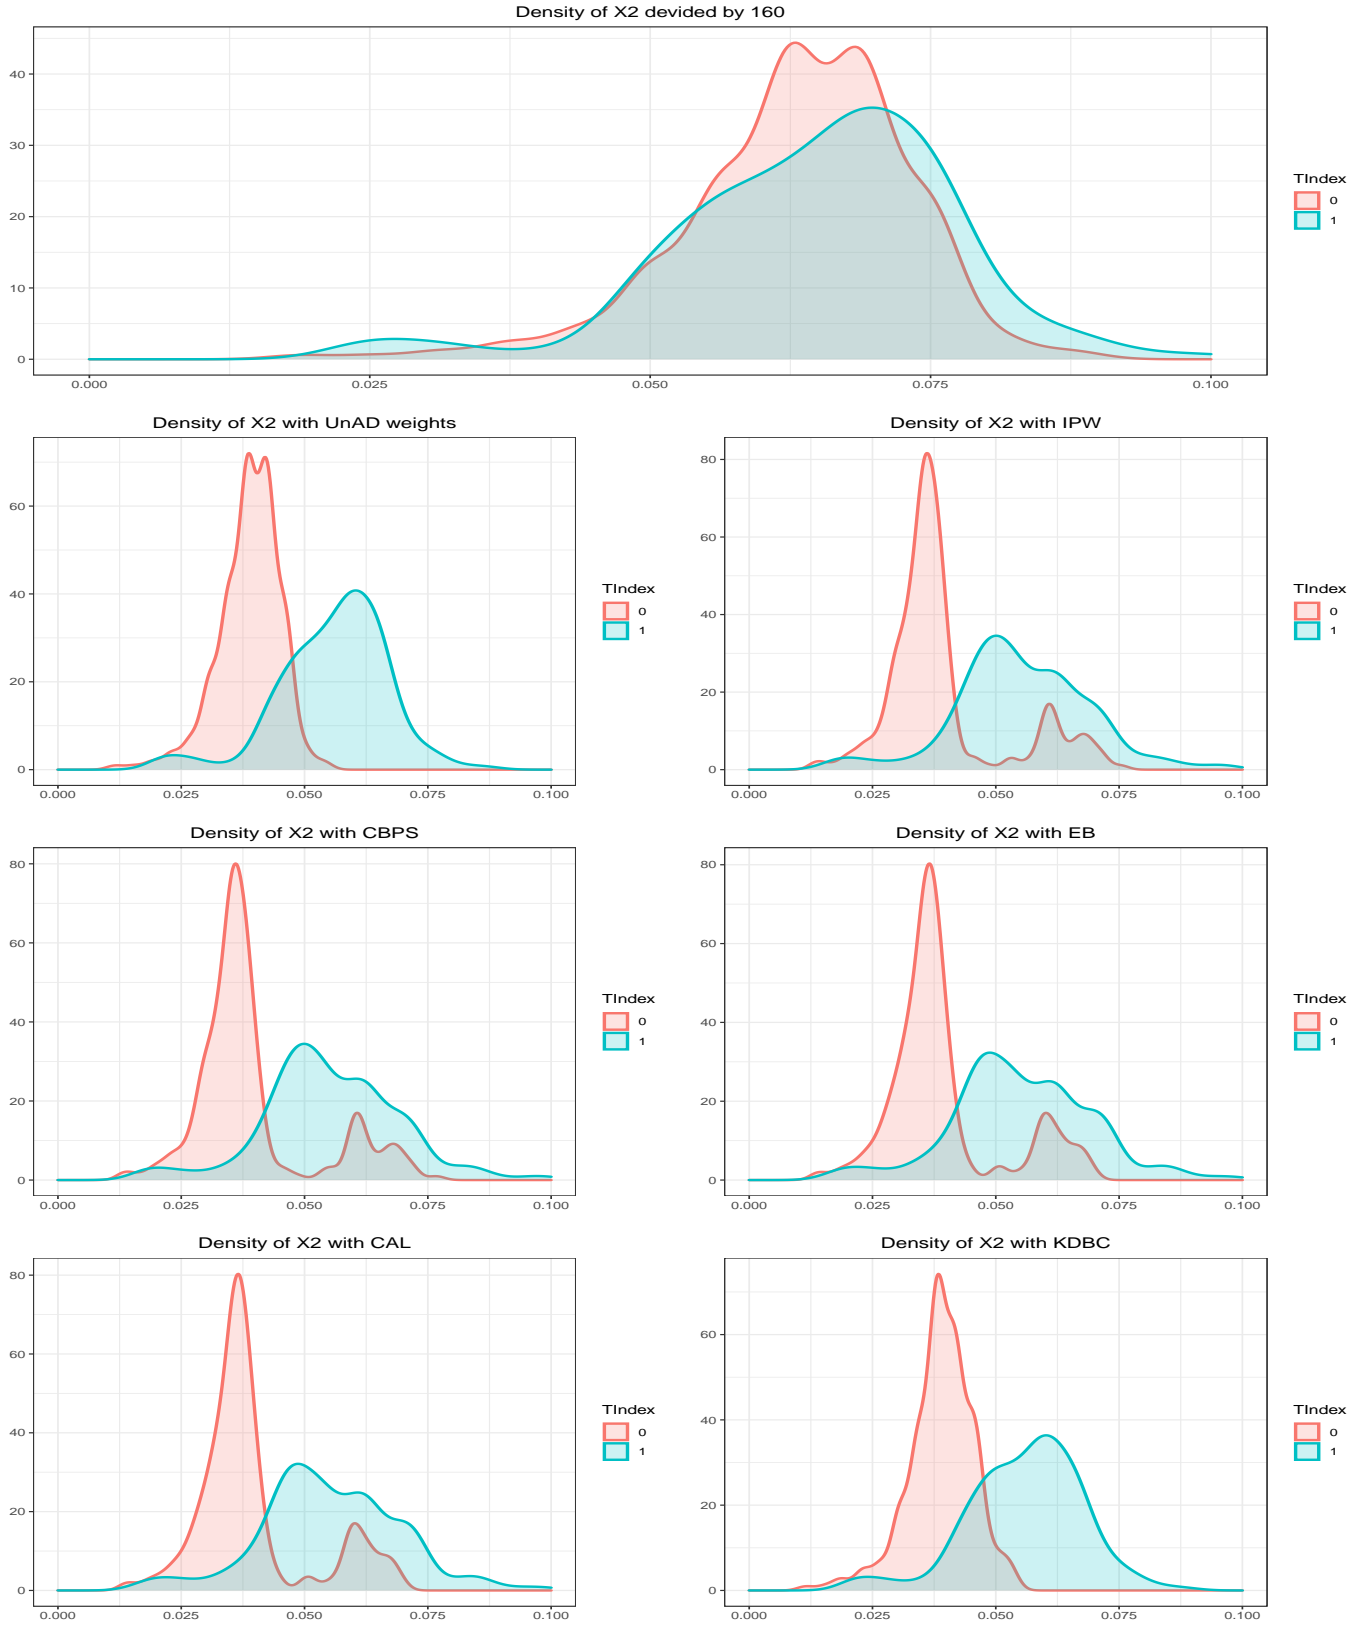 Density of X2 devided by 160
40
30
20
10
0
0.000 0.025 0.050 0.075 0.100
TIndex
0
1
Density of X2 with UnAD weights
60
40
20
0
0.000 0.025 0.050 0.075 0.100
TIndex
0
1
Density of X2 with IPW
80
60
40
20
0
0.000 0.025 0.050 0.075 0.100
TIndex
0
1
Density of X2 with CBPS
80
60
40
20
0
0.000 0.025 0.050 0.075 0.100
TIndex
0
1
Density of X2 with EB
80
60
40
20
0
0.000 0.025 0.050 0.075 0.100
TIndex
0
1
Density of X2 with CAL
80
60
40
20
0
0.000 0.025 0.050 0.075 0.100
TIndex
0
1
Density of X2 with KDBC
60
40
20
0
0.000 0.025 0.050 0.075 0.100
TIndex
0
1